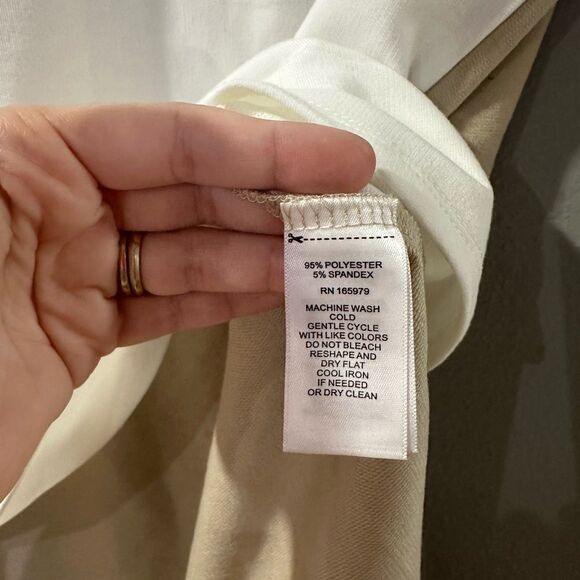 95% POLYESTER
5% SPANDEX
RN 165979
MACHINE WASH
COLD
GENTLE CYCLE
WITH LIKE COLORS
DO NOT BLEACH
RESHAPE AND
DRY FLAT
COOL IRON
IF NEEDED
OR DRY CLEAN